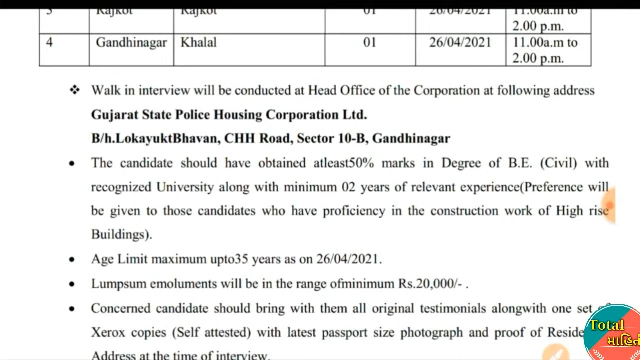 3 Rajkot Rajkot 01 26/04/2021 11.00a.m to
2.00 p.m.
4 Gandhinagar Khalal 01 26/04/2021 11.00a.m to
2.00 p.m.
❖ Walk in interview will be conducted at Head Office of the Corporation at following address
Gujarat State Police Housing Corporation Ltd.
B/h.LokayuktBhavan, CHH Road, Sector 10-B, Gandhinagar
• The candidate should have obtained atleast50% marks in Degree of B.E. (Civil) with
recognized University along with minimum 02 years of relevant experience(Preference will
be given to those candidates who have proficiency in the construction work of High rise
Buildings).
• Age Limit maximum upto35 years as on 26/04/2021.
• Lumpsum emoluments will be in the range ofminimum Rs.20,000/- .
• Concerned candidate should bring with them all original testimonials alongwith one set of
Xerox copies (Self attested) with latest passport size photograph and proof of Reside
Address at the time of interview.
Total
માહિતી